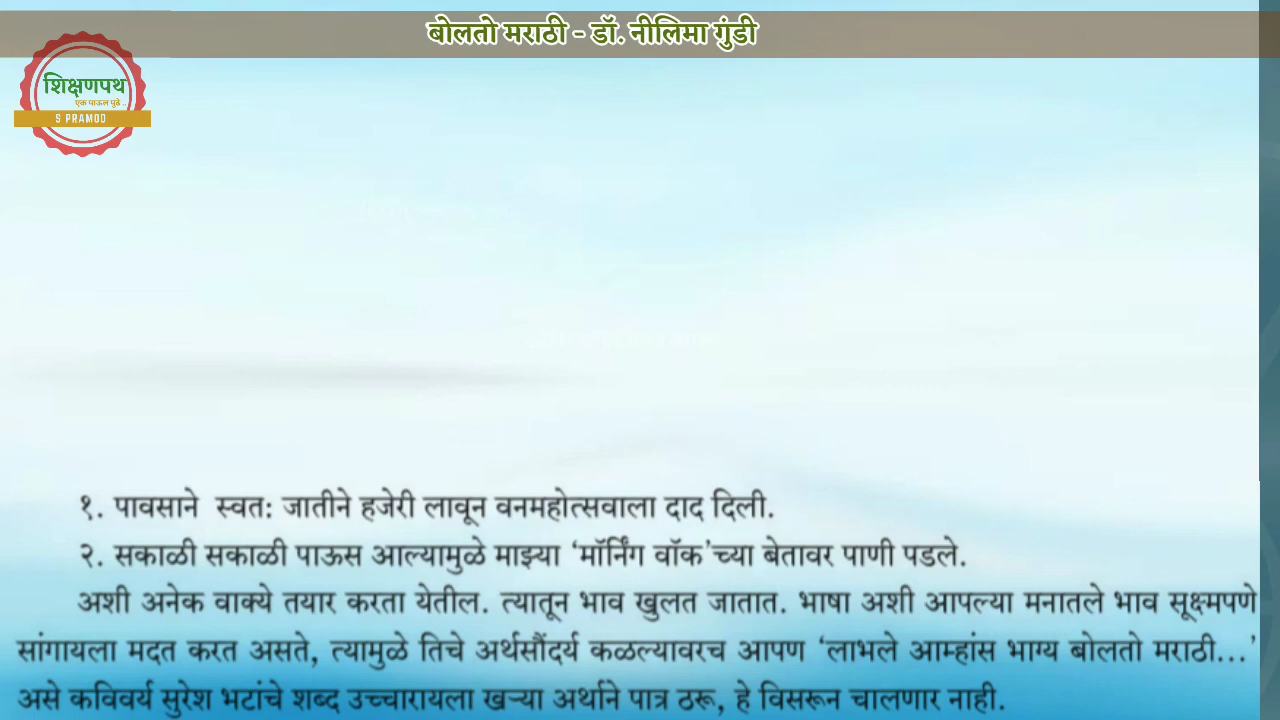 बोलतो मराठी - डॉ. नीलिमा गुंडी
शिक्षणपथ
एक पाऊल पुढे ..
S PRAMOD
१. पावसाने स्वत: जातीने हजेरी लावून वनमहोत्सवाला दाद दिली.
२. सकाळी सकाळी पाऊस आल्यामुळे माझ्या ‘मॉर्निंग वॉक’च्या बेतावर पाणी पडले.
अशी अनेक वाक्ये तयार करता येतील. त्यातून भाव खुलत जातात. भाषा अशी आपल्या मनातले भाव सूक्ष्मपणे
सांगायला मदत करत असते, त्यामुळे तिचे अर्थसौंदर्य कळल्यावरच आपण ‘लाभले आम्हांस भाग्य बोलतो मराठी...’
असे कविवर्य सुरेश भटांचे शब्द उच्चारायला खऱ्या अर्थाने पात्र ठरू, हे विसरून चालणार नाही.